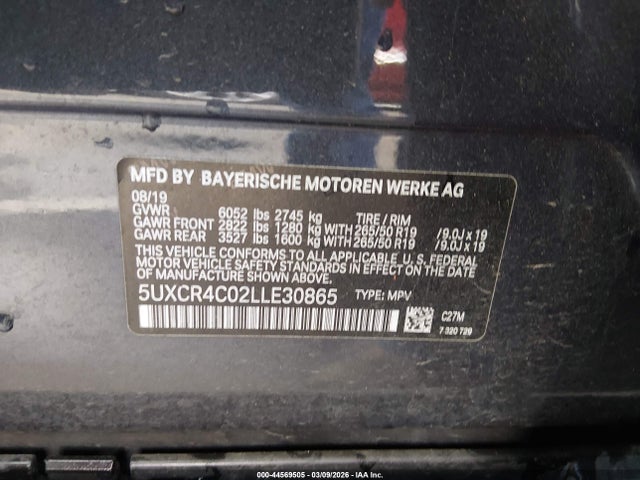 MFD BY BAYERISCHE MOTOREN WERKE AG
08/19
GVWR 6052 lbs 2745 kg TIRE / RIM
GAWR FRONT 2822 lbs 1280 kg WITH 265/50 R19 /9.0J x 19
GAWR REAR 3527 lbs 1600 kg WITH 265/50 R19 /9.0J x 19
THIS VEHICLE CONFORMS TO ALL APPLICABLE U. S. FEDERAL
MOTOR VEHICLE SAFETY STANDARDS IN EFFECT ON THE DATE OF
MANUFACTURE SHOWN ABOVE.
5UXCR4C02LLE30865 TYPE: MPV
C27M
7 320 729
000-44569505 - 03/09/2026 - IAA Inc.